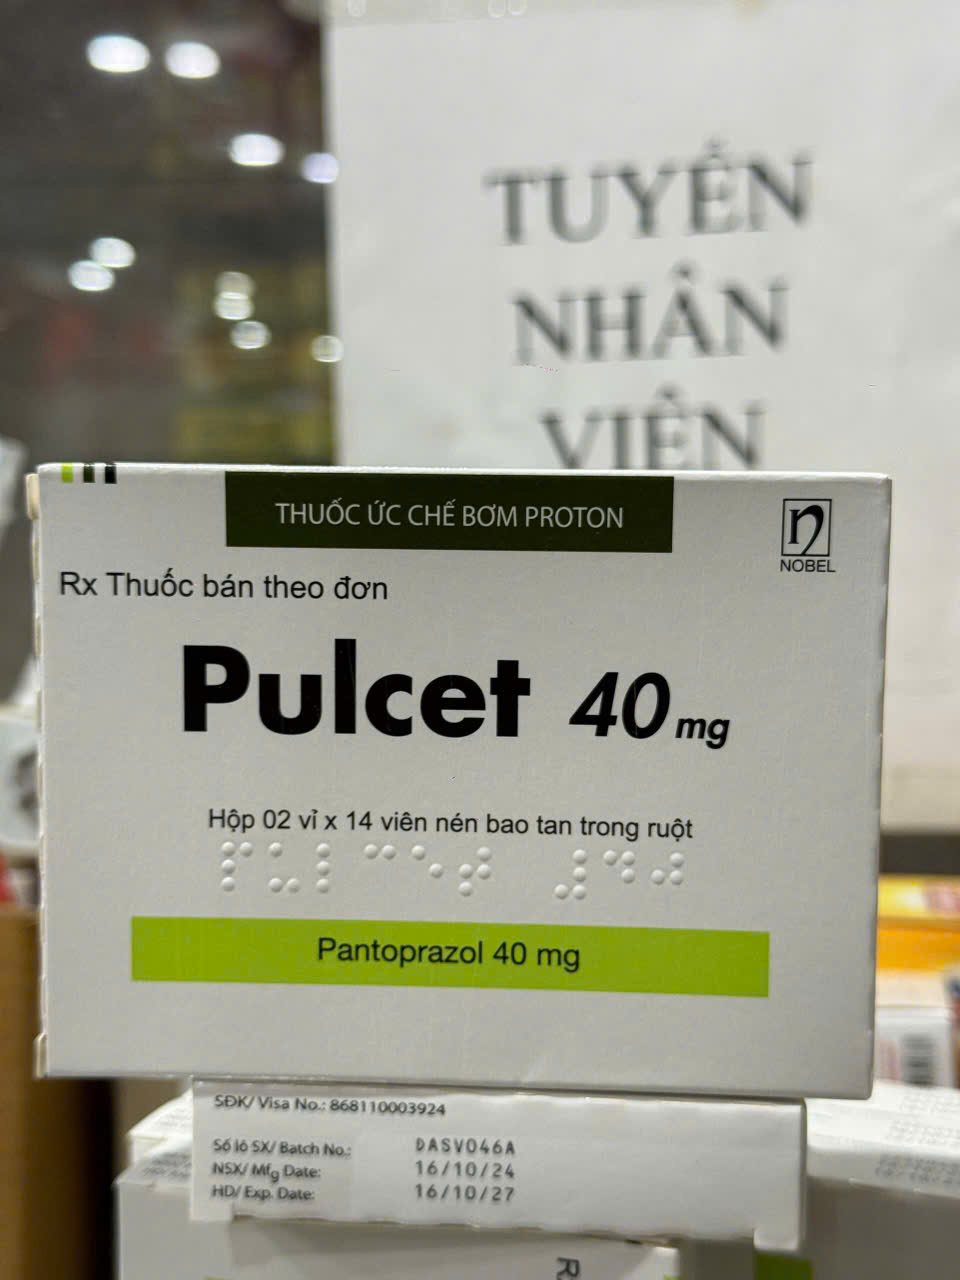 TUYỂN
NHÂN
VIÊN
THUỐC ỨC CHẾ BƠM PROTON
NOBEL
Rx Thuốc bán theo đơn
Pulcet 40 mg
Hộp 02 vỉ x 14 viên nén bao tan trong ruột
Pantoprazol 40 mg
SĐK/ Visa No.: 868110003924
Số lô SX/ Batch No.: DASV046A
NSX/ Mfg Date: 16/10/24
HD/ Exp. Date: 16/10/27
R